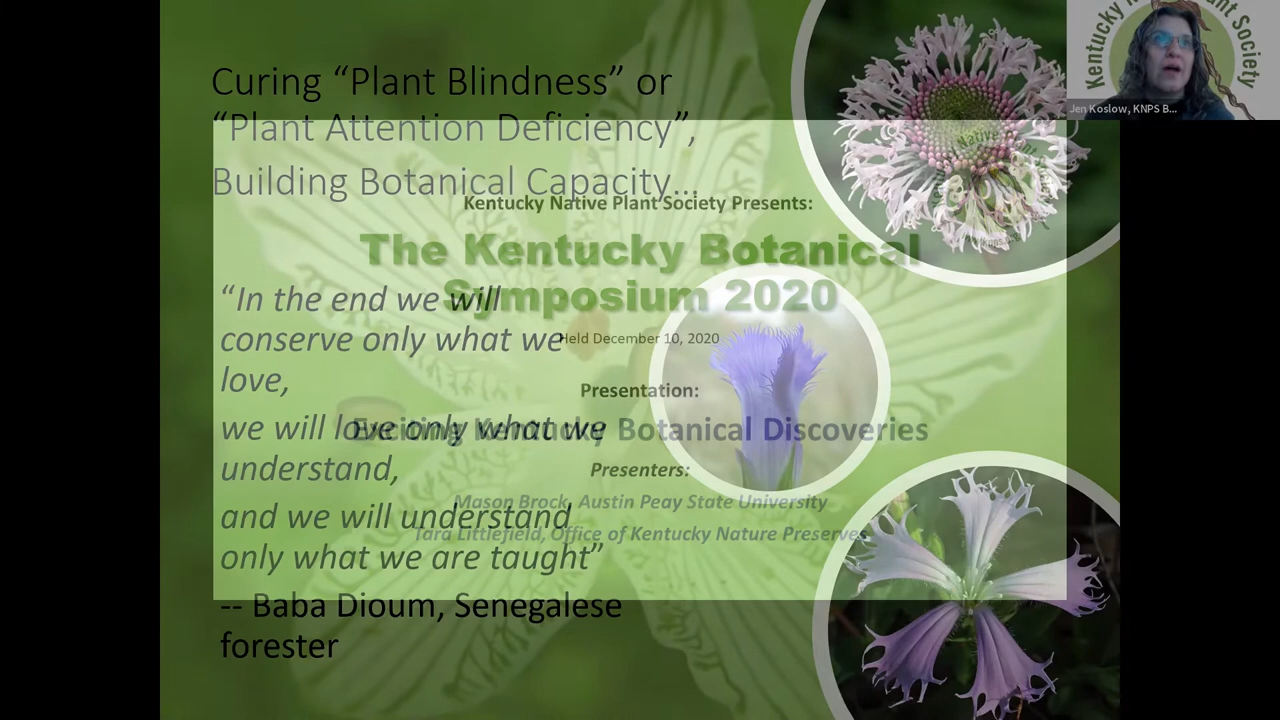 Curing “Plant Blindness” or
“Plant Attention Deficiency”,
Building Botanical Capacity…
“In the end we will
conserve only what we
love,
we will love only what we
understand,
and we will understand
only what we are taught”
-- Baba Dioum, Senegalese
forester
Kentucky Native Plant Society Presents:
The Kentucky Botanical
Symposium 2020
Held December 10, 2020
Presentation:
Exciting Kentucky Botanical Discoveries
Presenters:
Mason Brock, Austin Peay State University
Tara Littlefield, Office of Kentucky Nature Preserves
Kentucky N Plant Society
Jen Koslow, KNPS B...